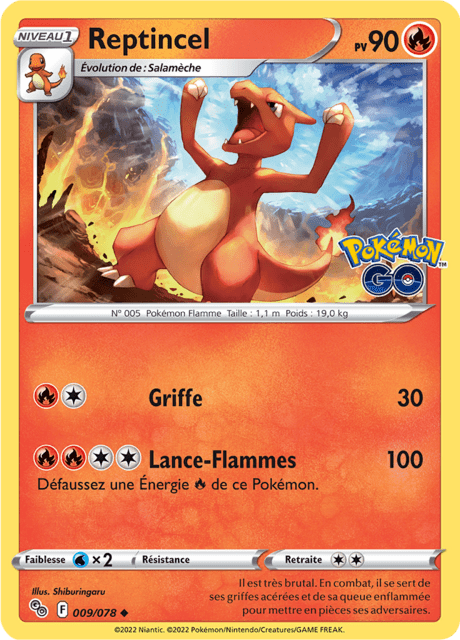 NIVEAU 1
Reptincel
PV 90
Évolution de : Salamèche
Pokémon
GO
TM
N° 005 Pokémon Flamme Taille : 1,1 m Poids : 19,0 kg
Griffe 30
Lance-Flammes 100
Défaussez une Énergie de ce Pokémon.
Faiblesse ×2 Résistance Retraite
Illus. Shiburingaru
Il est très brutal. En combat, il se sert de
ses griffes acérées et de sa queue enflammée
pour mettre en pièces ses adversaires.
GO F 009/078
©2022 Niantic. ©2022 Pokémon/Nintendo/Creatures/GAME FREAK.